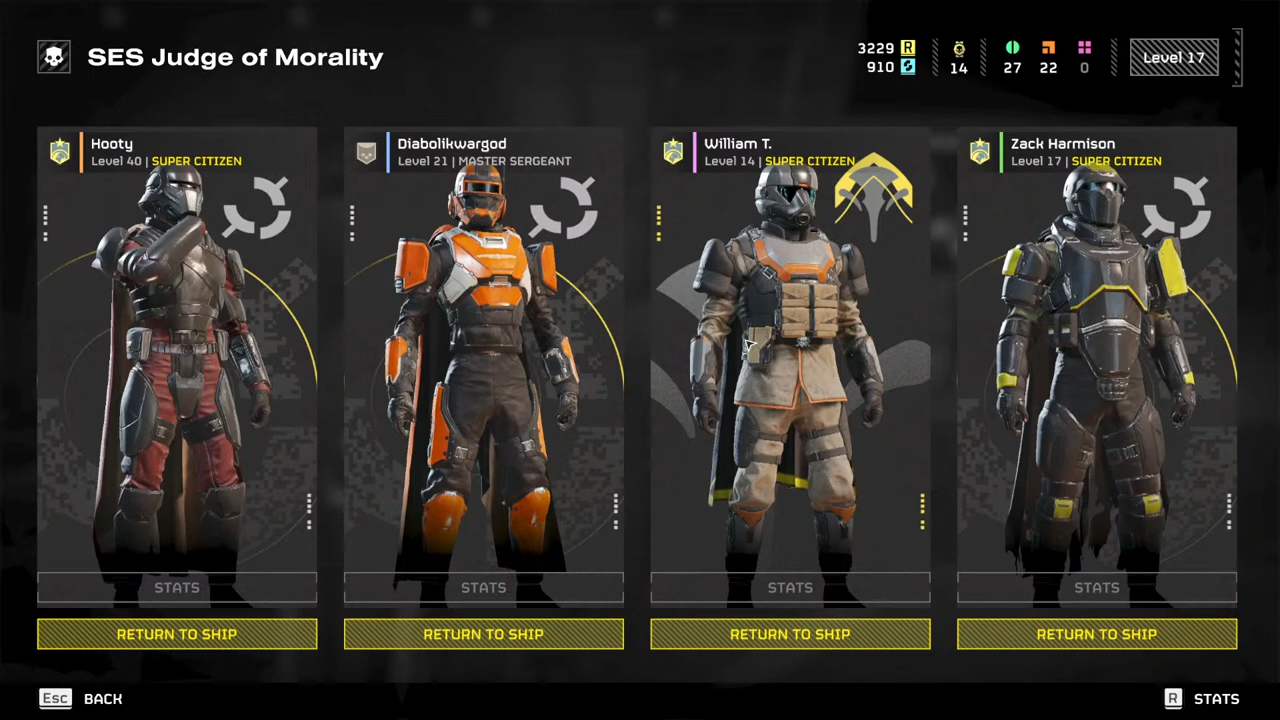 SES Judge of Morality
3229 R
910 S
14
27
22
0
Level 17
Hooty
Level 40 | SUPER CITIZEN
Diabolikwargod
Level 21 | MASTER SERGEANT
William T.
Level 14 | SUPER CITIZEN
Zack Harmison
Level 17 | SUPER CITIZEN
STATS
STATS
STATS
STATS
RETURN TO SHIP
RETURN TO SHIP
RETURN TO SHIP
RETURN TO SHIP
Esc BACK
R STATS